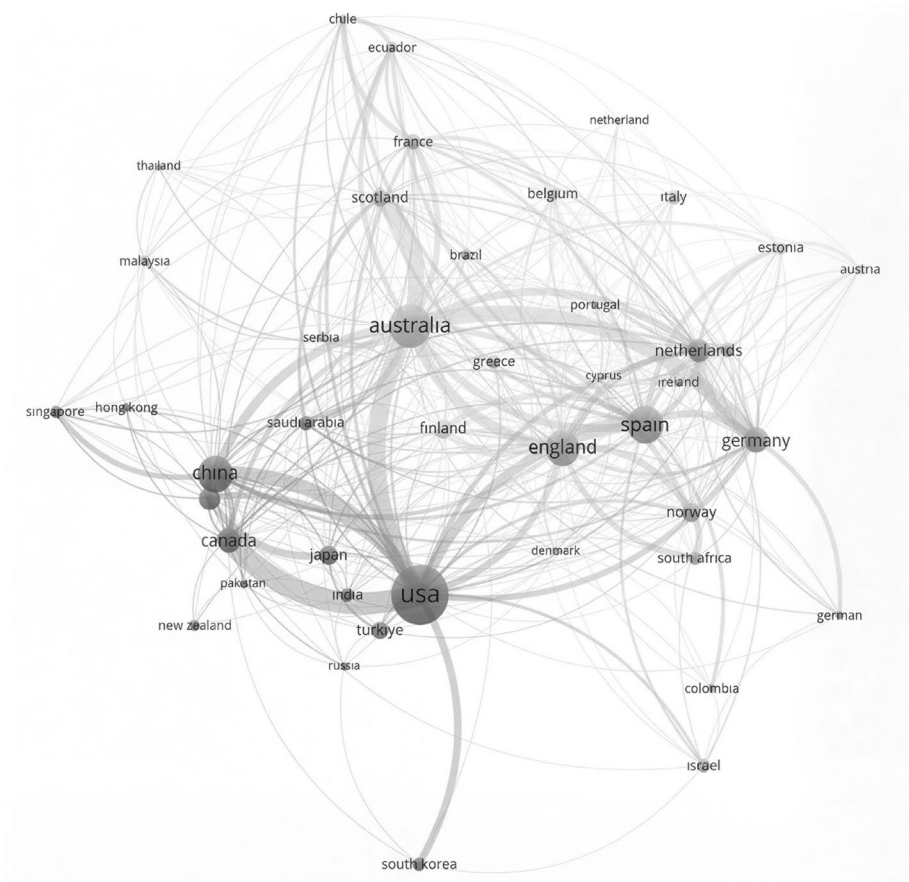 chile
ecuador
netherland
france
thailand
scotland
belgium
italy
estonia
brazil
malaysia
austria
portugal
australia
serbia
netherlands
greece
cyprus
ireland
singapore
hong kong
saudi arabia
finland
spain
germany
england
china
norway
canada
japan
denmark
south africa
pakistan
india
usa
german
new zealand
turkiye
russia
colombia
israel
south korea